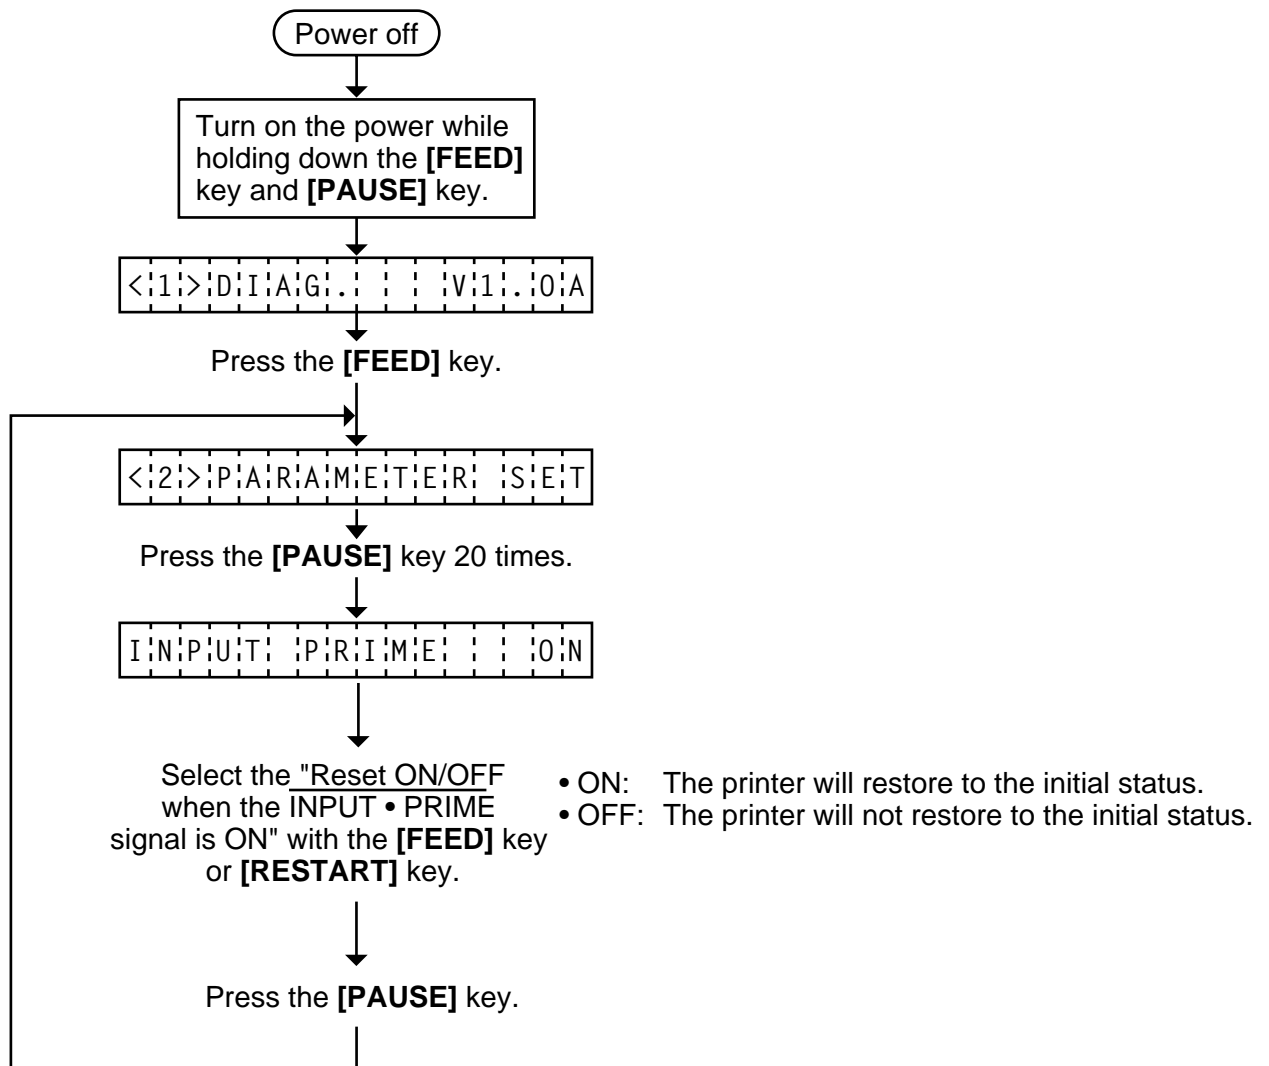 Power off
Turn on the power while
holding down the [FEED]
key and [PAUSE] key.
<1>DIAG.   V1.0A
Press the [FEED] key.
<2>PARAMETER SET
Press the [PAUSE] key 20 times.
INPUT PRIME  ON
Select the "Reset ON/OFF
when the INPUT • PRIME
signal is ON" with the [FEED] key
or [RESTART] key.
• ON: The printer will restore to the initial status.
• OFF: The printer will not restore to the initial status.
Press the [PAUSE] key.